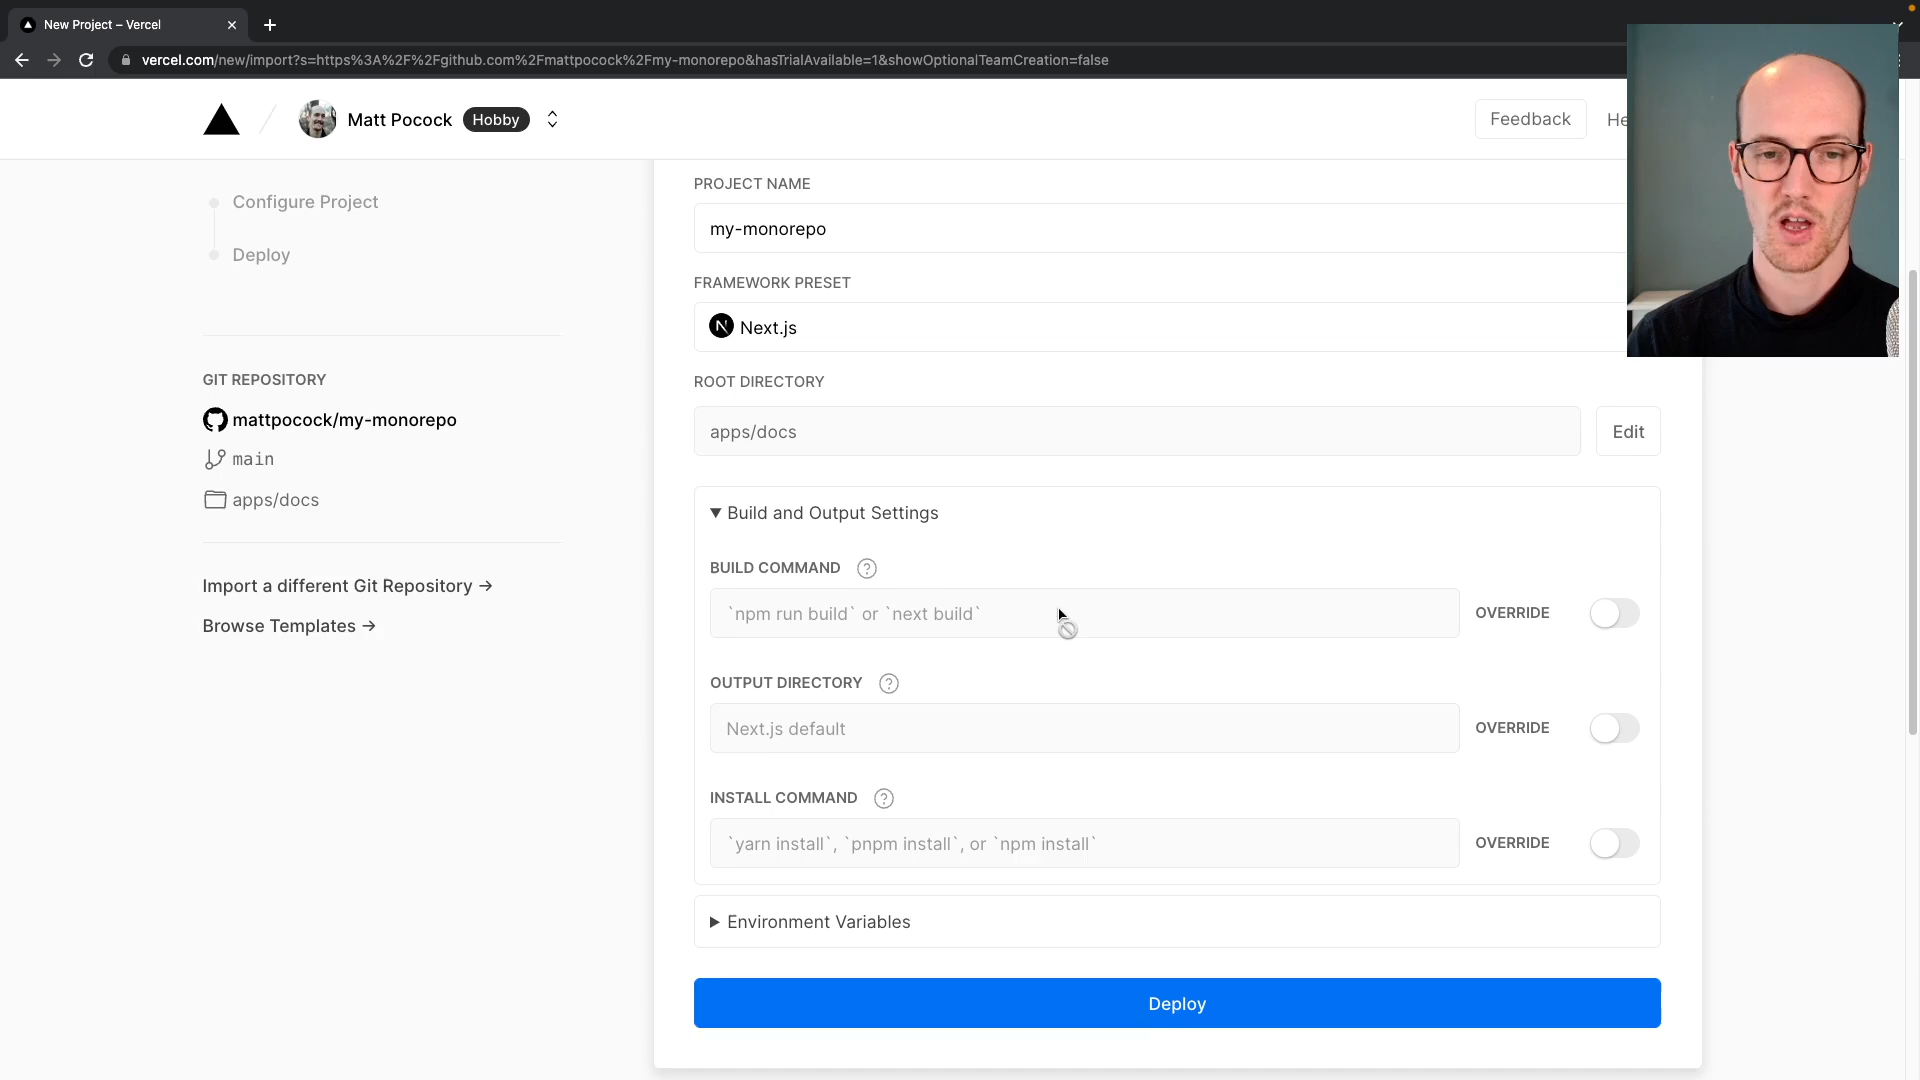 New Project – Vercel
vercel.com/new/import?s=https%3A%2F%2Fgithub.com%2Fmattpocock%2Fmy-monorepo&hasTrialAvailable=1&showOptionalTeamCreation=false
Matt Pocock
Hobby
Feedback
Configure Project
Deploy
GIT REPOSITORY
mattpocock/my-monorepo
main
apps/docs
Import a different Git Repository →
Browse Templates →
PROJECT NAME
my-monorepo
FRAMEWORK PRESET
N Next.js
ROOT DIRECTORY
apps/docs
Edit
Build and Output Settings
BUILD COMMAND ?
`npm run build` or `next build`
OVERRIDE
OUTPUT DIRECTORY ?
Next.js default
OVERRIDE
INSTALL COMMAND ?
`yarn install`, `pnpm install`, or `npm install`
OVERRIDE
Environment Variables
Deploy